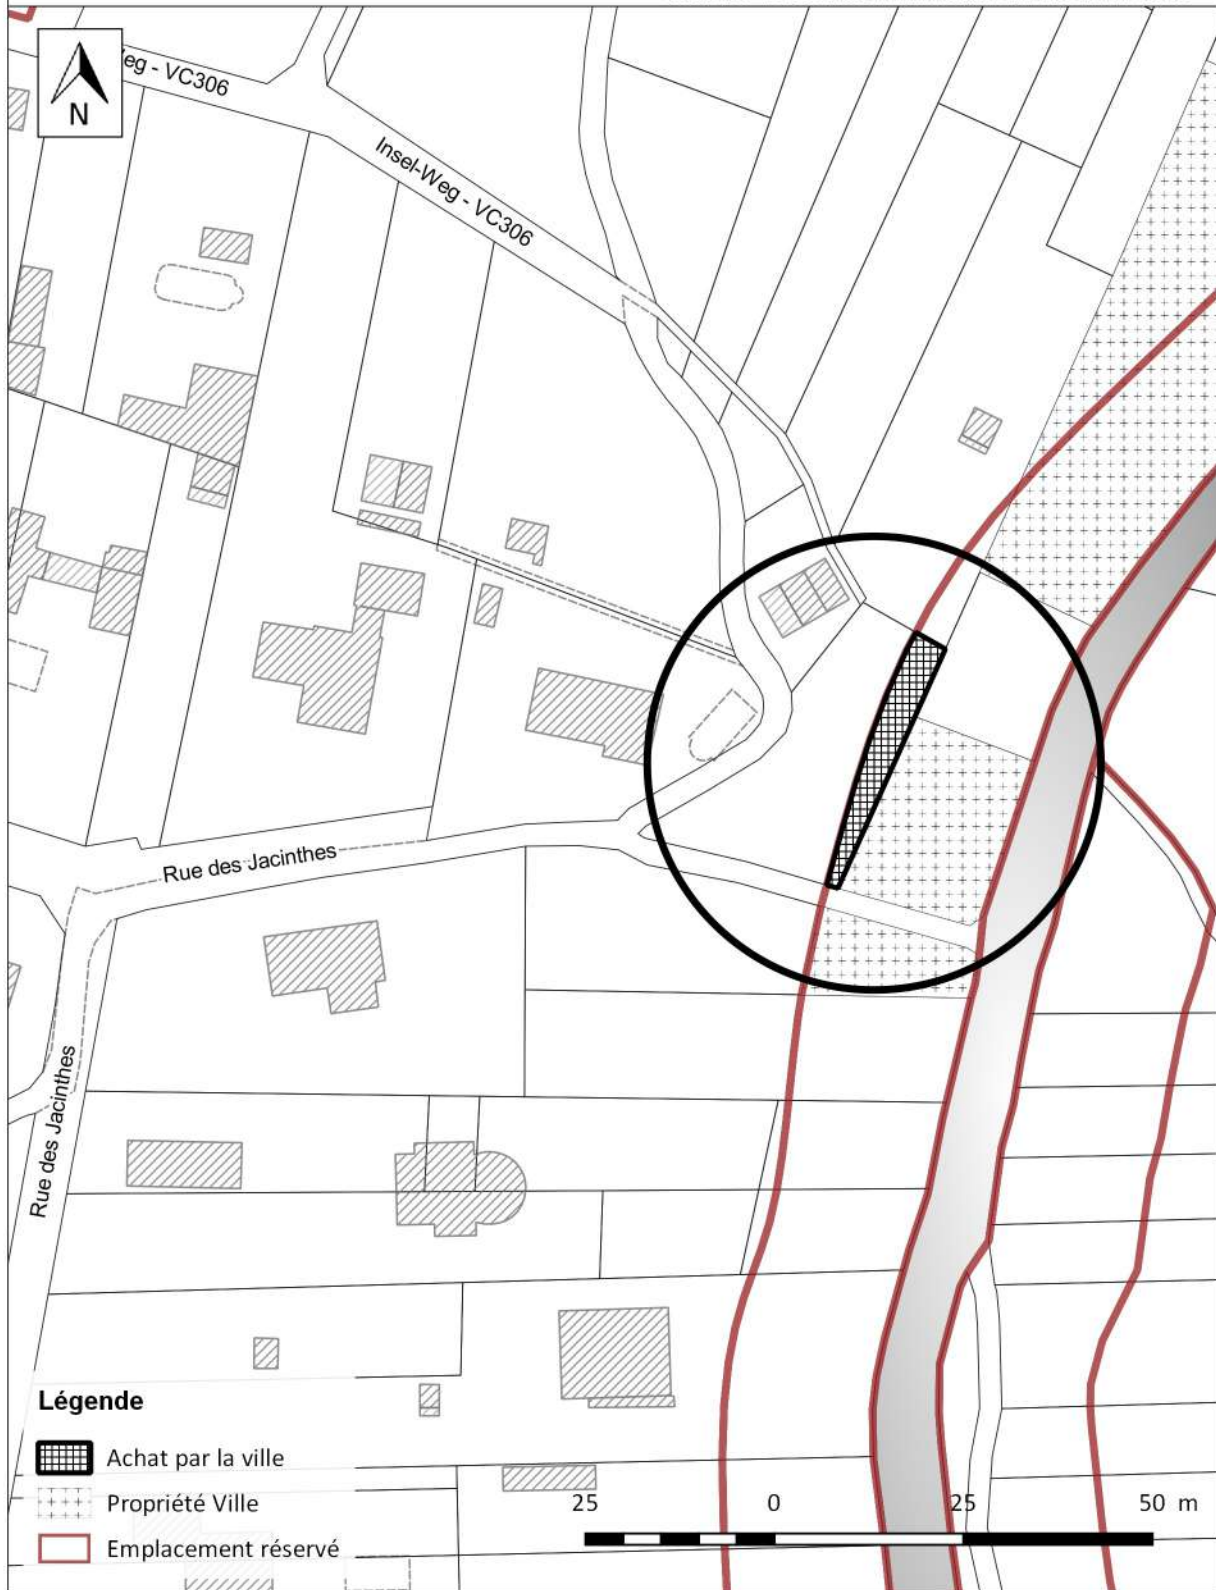 N
eg - VC306
Insel-Weg - VC306
Rue des Jacinthes
Rue des Jacinthes
Légende
Achat par la ville
Propriété Ville
Emplacement réservé
25 0 25 50 m